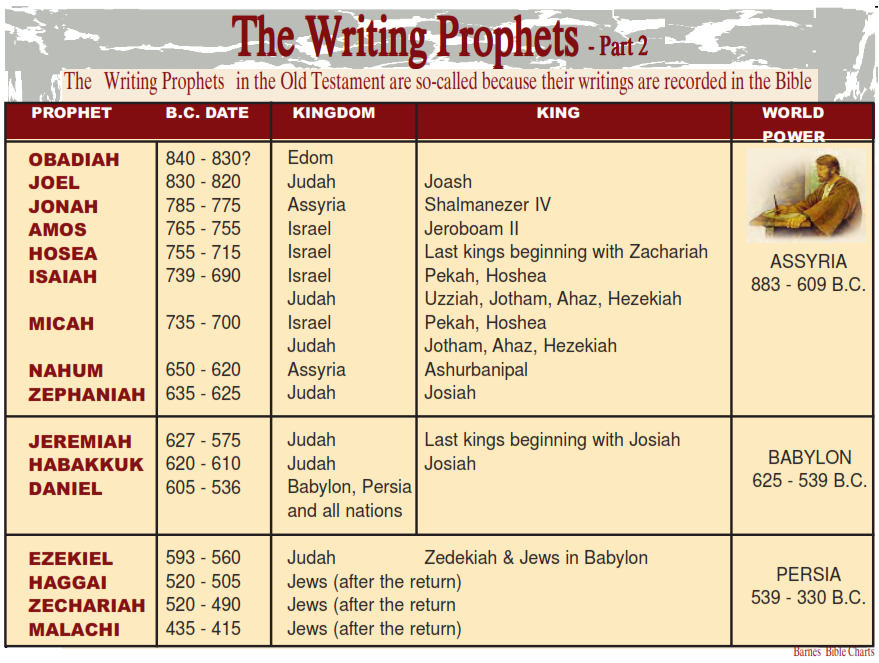 The Writing Prophets - Part 2
The Writing Prophets in the Old Testament are so-called because their writings are recorded in the Bible
PROPHET B.C. DATE KINGDOM KING WORLD POWER
OBADIAH 840 - 830? Edom
JOEL 830 - 820 Judah Joash
JONAH 785 - 775 Assyria Shalmanezer IV
AMOS 765 - 755 Israel Jeroboam II
HOSEA 755 - 715 Israel Last kings beginning with Zachariah
ISAIAH 739 - 690 Israel Pekah, Hoshea
Judah Uzziah, Jotham, Ahaz, Hezekiah
MICAH 735 - 700 Israel Pekah, Hoshea
Judah Jotham, Ahaz, Hezekiah
NAHUM 650 - 620 Assyria Ashurbanipal
ZEPHANIAH 635 - 625 Judah Josiah
ASSYRIA
883 - 609 B.C.
JEREMIAH 627 - 575 Judah Last kings beginning with Josiah
HABAKKUK 620 - 610 Judah Josiah
DANIEL 605 - 536 Babylon, Persia
and all nations
BABYLON
625 - 539 B.C.
EZEKIEL 593 - 560 Judah Zedekiah & Jews in Babylon
HAGGAI 520 - 505 Jews (after the return)
ZECHARIAH 520 - 490 Jews (after the return
MALACHI 435 - 415 Jews (after the return)
PERSIA
539 - 330 B.C.
Barnes' Bible Charts